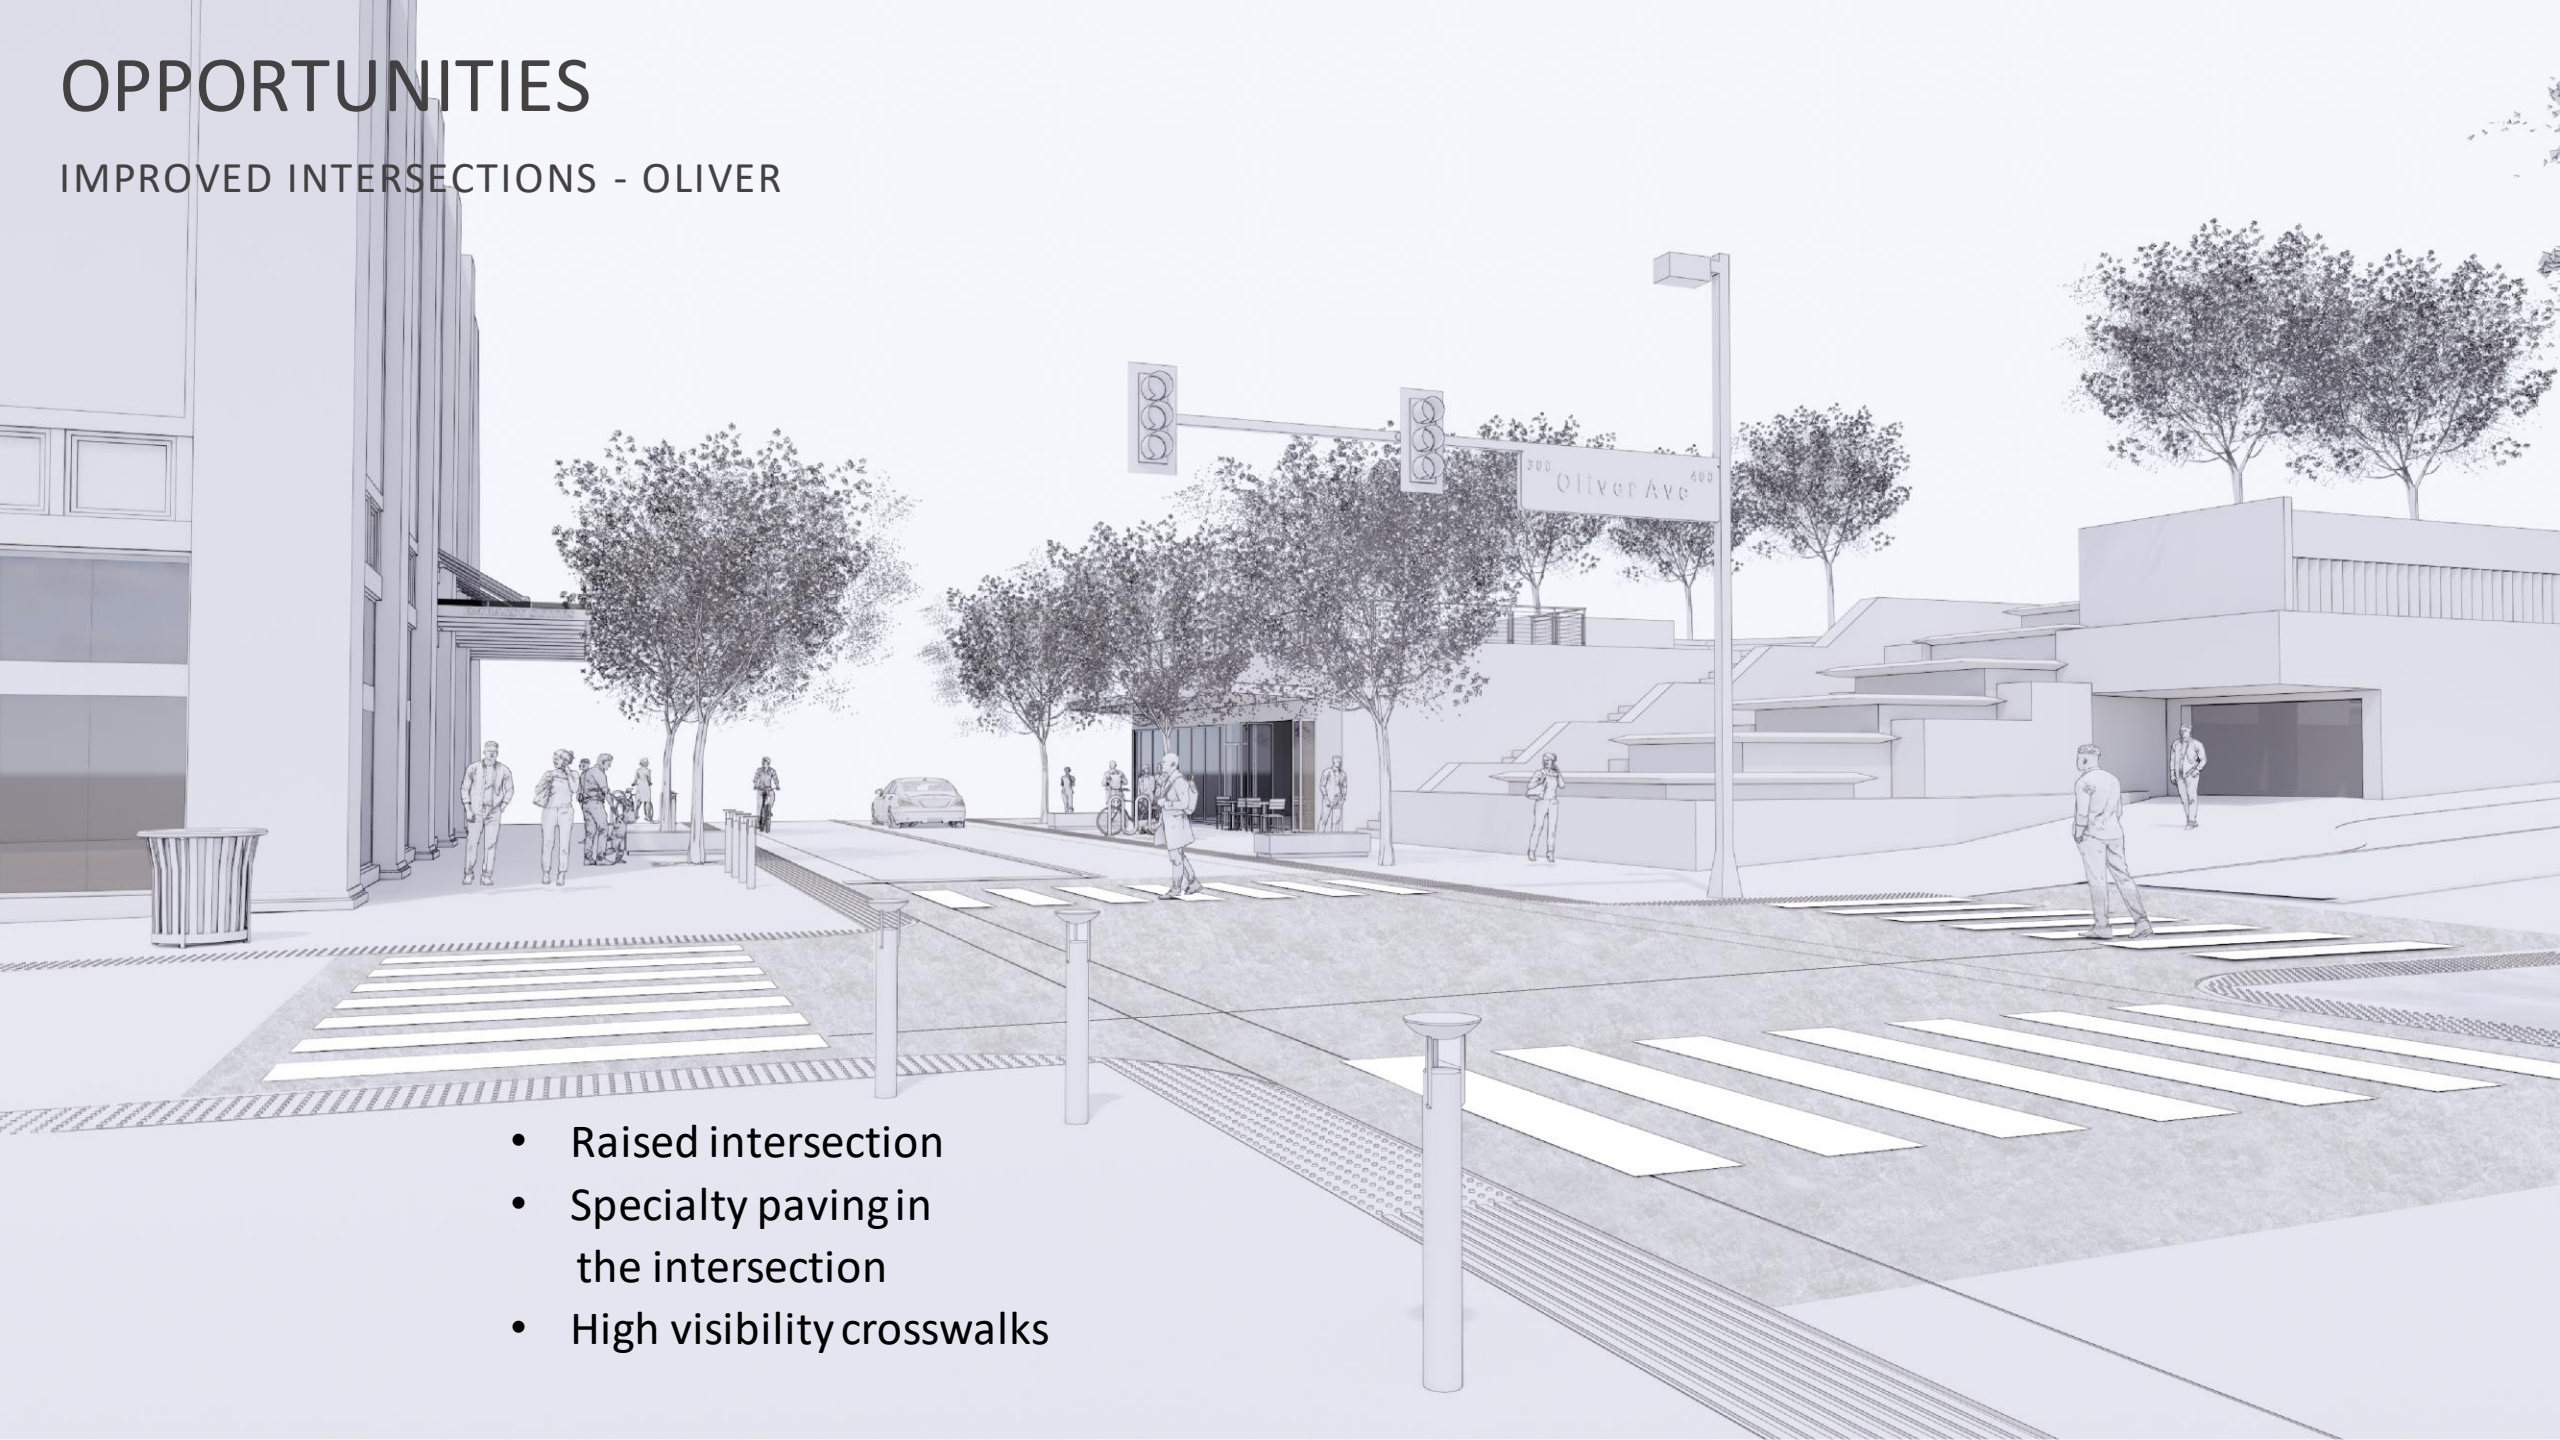 OPPORTUNITIES
IMPROVED INTERSECTIONS - OLIVER
300 Oliver Ave 400
• Raised intersection
• Specialty paving in
the intersection
• High visibility crosswalks